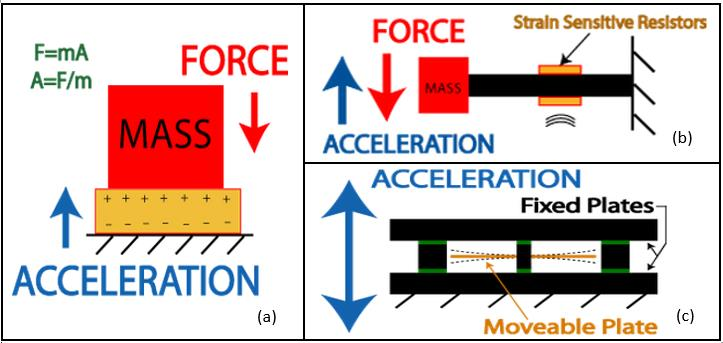 F=mA
A=F/m
FORCE
MASS
+ + + + + + +
- - - - - -
ACCELERATION
(a)
Strain Sensitive Resistors
FORCE
MASS
ACCELERATION
(b)
ACCELERATION
Fixed Plates
Moveable Plate
(c)